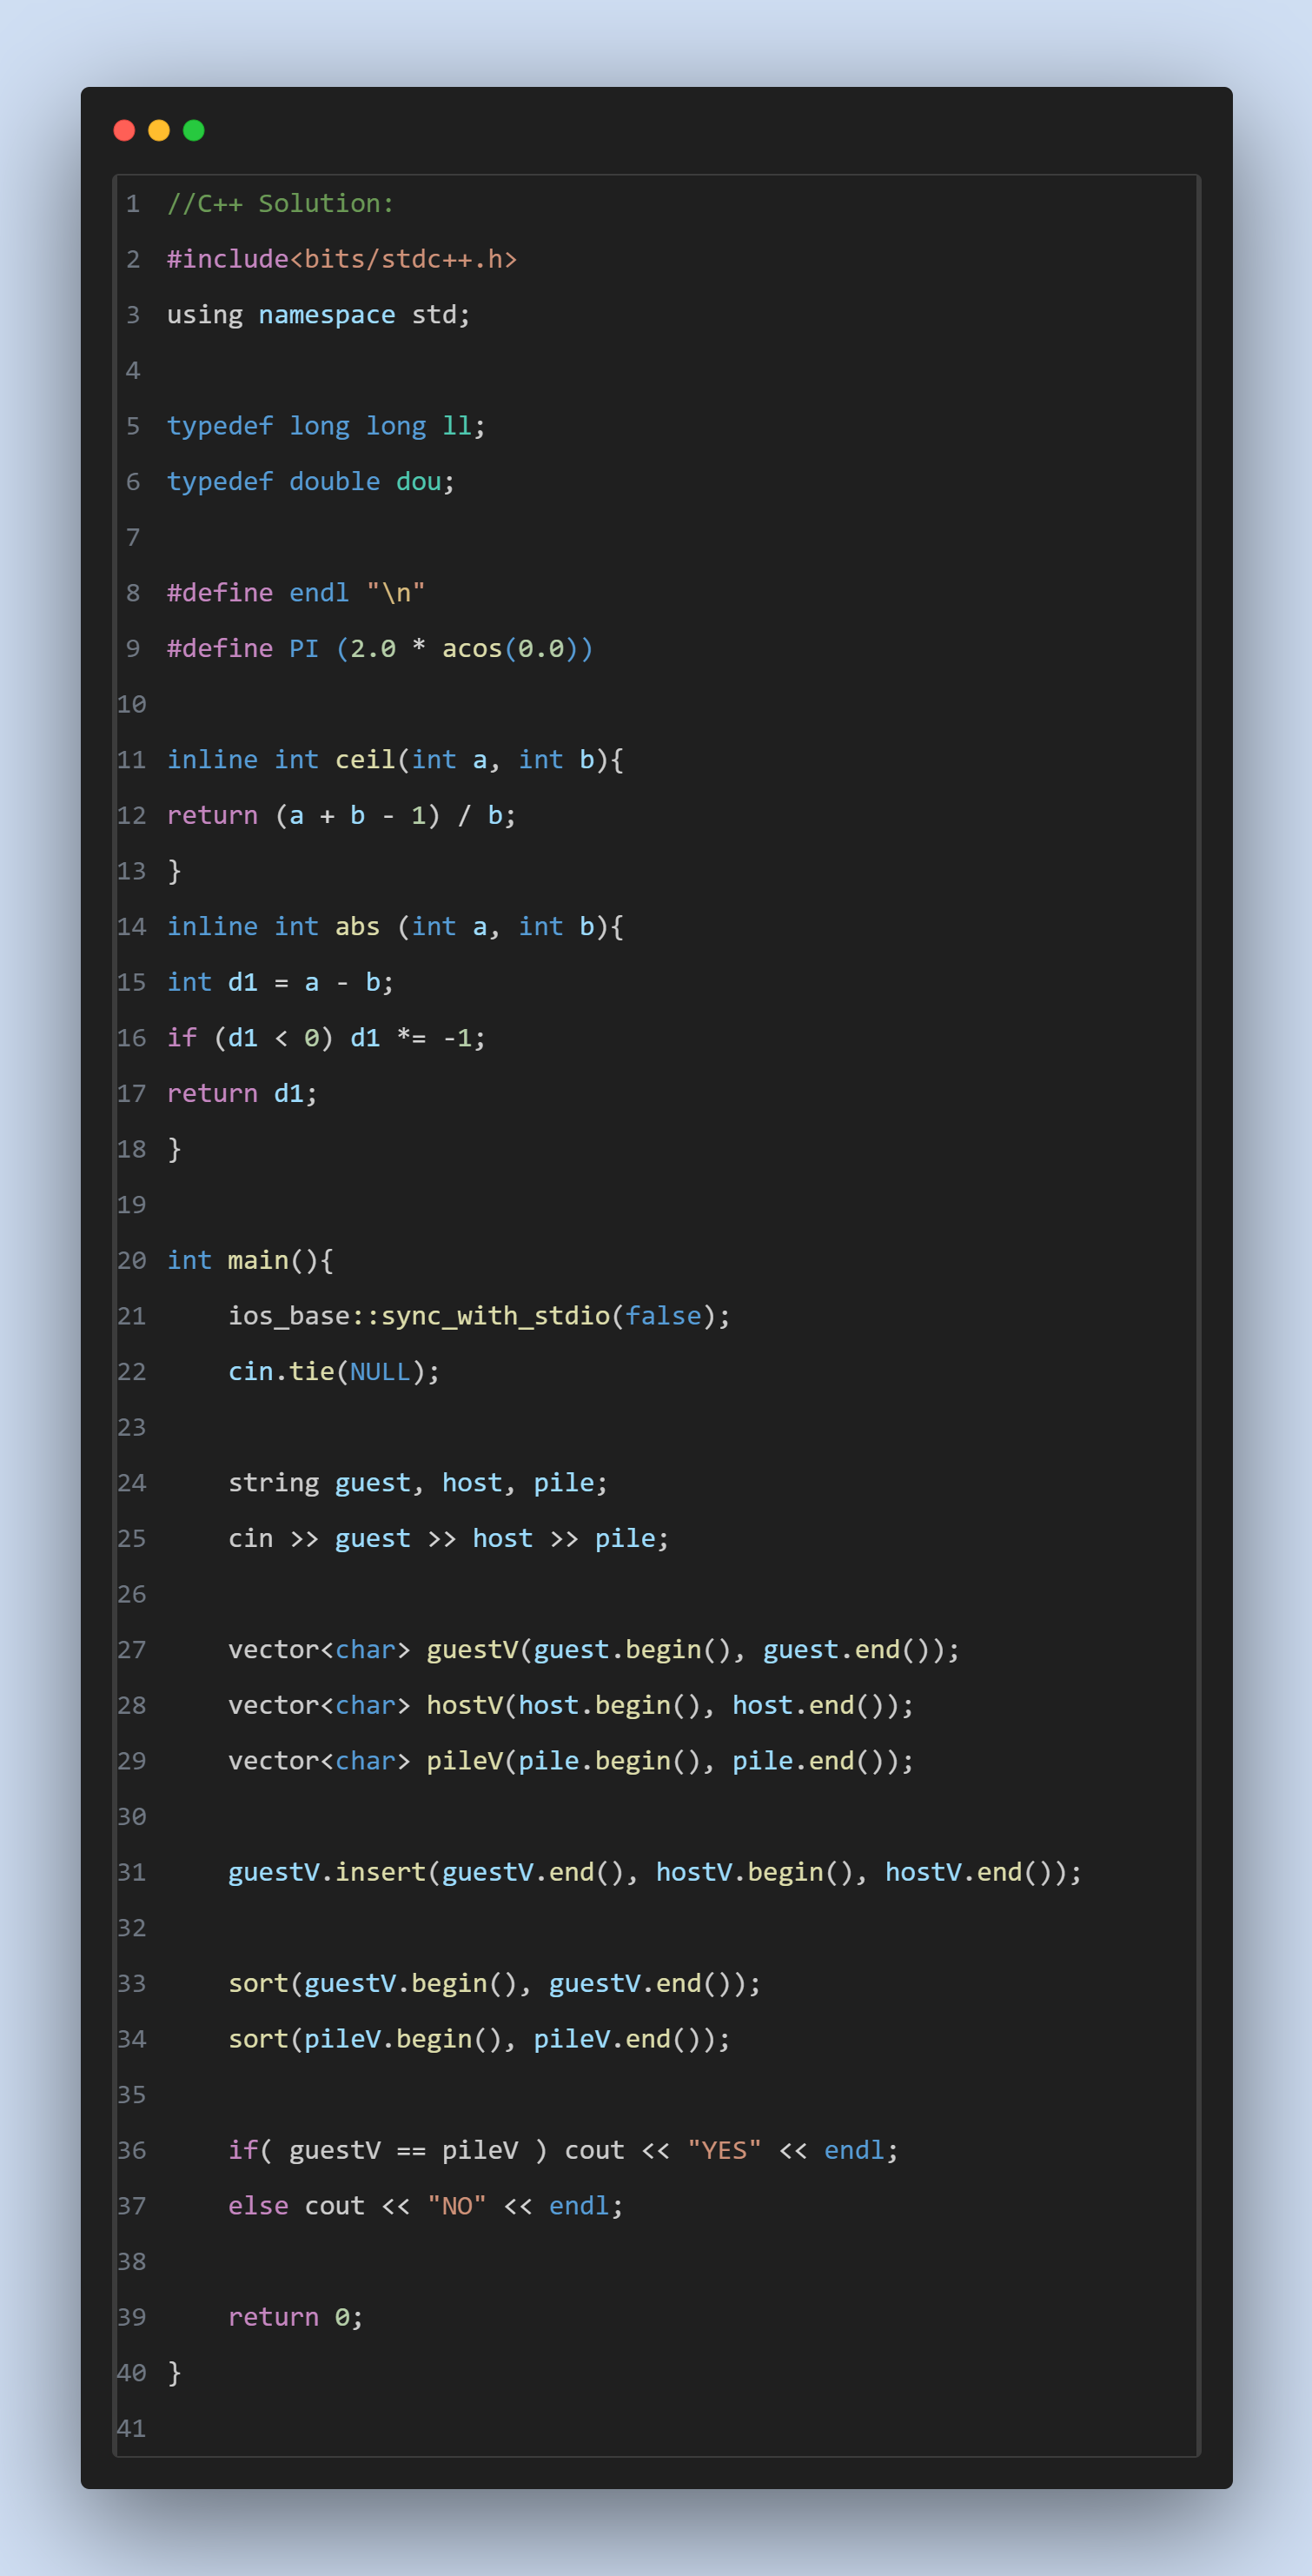 1 //C++ Solution:
2 #include<bits/stdc++.h>
3 using namespace std;
4
5 typedef long long ll;
6 typedef double dou;
7
8 #define endl "\n"
9 #define PI (2.0 * acos(0.0))
10
11 inline int ceil(int a, int b){
12 return (a + b - 1) / b;
13 }
14 inline int abs (int a, int b){
15 int d1 = a - b;
16 if (d1 < 0) d1 *= -1;
17 return d1;
18 }
19
20 int main(){
21     ios_base::sync_with_stdio(false);
22     cin.tie(NULL);
23
24     string guest, host, pile;
25     cin >> guest >> host >> pile;
26
27     vector<char> guestV(guest.begin(), guest.end());
28     vector<char> hostV(host.begin(), host.end());
29     vector<char> pileV(pile.begin(), pile.end());
30
31     guestV.insert(guestV.end(), hostV.begin(), hostV.end());
32
33     sort(guestV.begin(), guestV.end());
34     sort(pileV.begin(), pileV.end());
35
36     if( guestV == pileV ) cout << "YES" << endl;
37     else cout << "NO" << endl;
38
39     return 0;
40 }
41